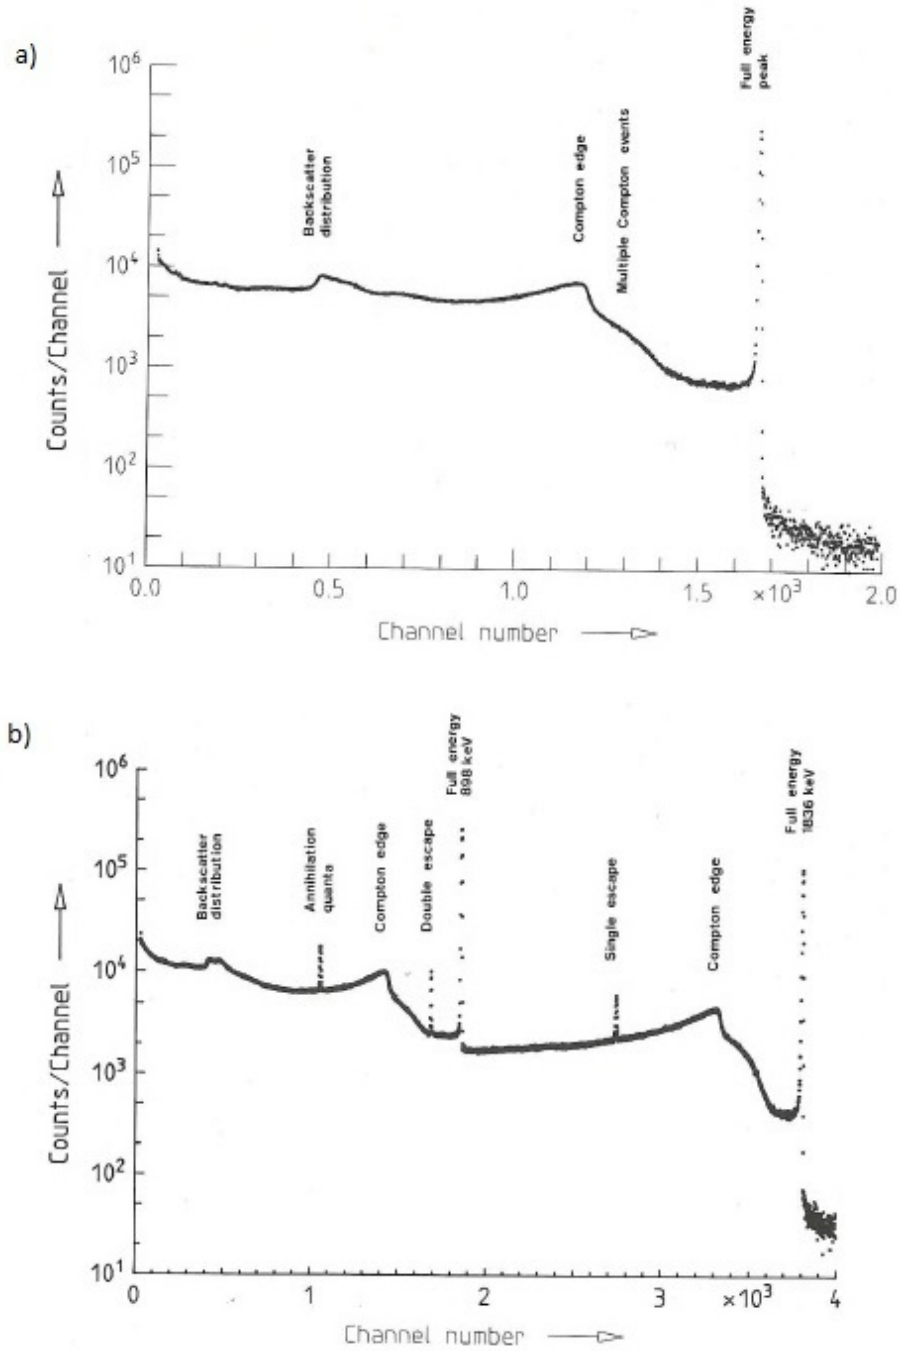 a)
Full energy
peak
10⁶
Backscatter
distribution
Compton edge
Multiple Compton events
10⁵
10⁴
10³
10²
10¹
Counts/Channel
0.0 0.5 1.0 1.5 ×10³ 2.0
Channel number
b)
Full energy
898 keV
Full energy
1836 keV
10⁶
Backscatter
distribution
Annihilation
quanta
Compton edge
Double escape
Single escape
Compton edge
10⁵
10⁴
10³
10²
10¹
Counts/Channel
0 1 2 3 ×10³ 4
Channel number